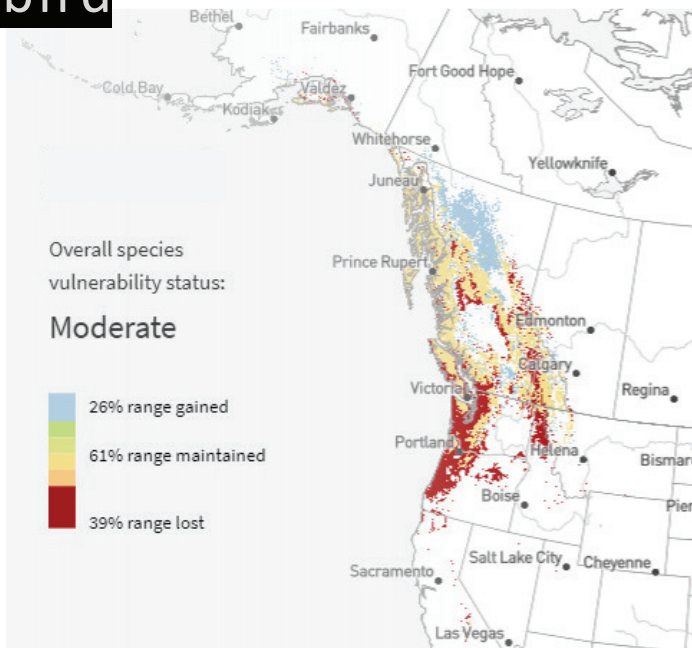 Bethel
Fairbanks
Fort Good Hope
Cold Bay
Valdez
Kodiak
Whitehorse
Yellowknife
Juneau
Overall species
vulnerability status:
Prince Rupert
Moderate
Edmonton
Calgary
Victoria
Regina
26% range gained
Portland
61% range maintained
Helena
Boise
39% range lost
Salt Lake City
Cheyenne
Sacramento
Las Vegas